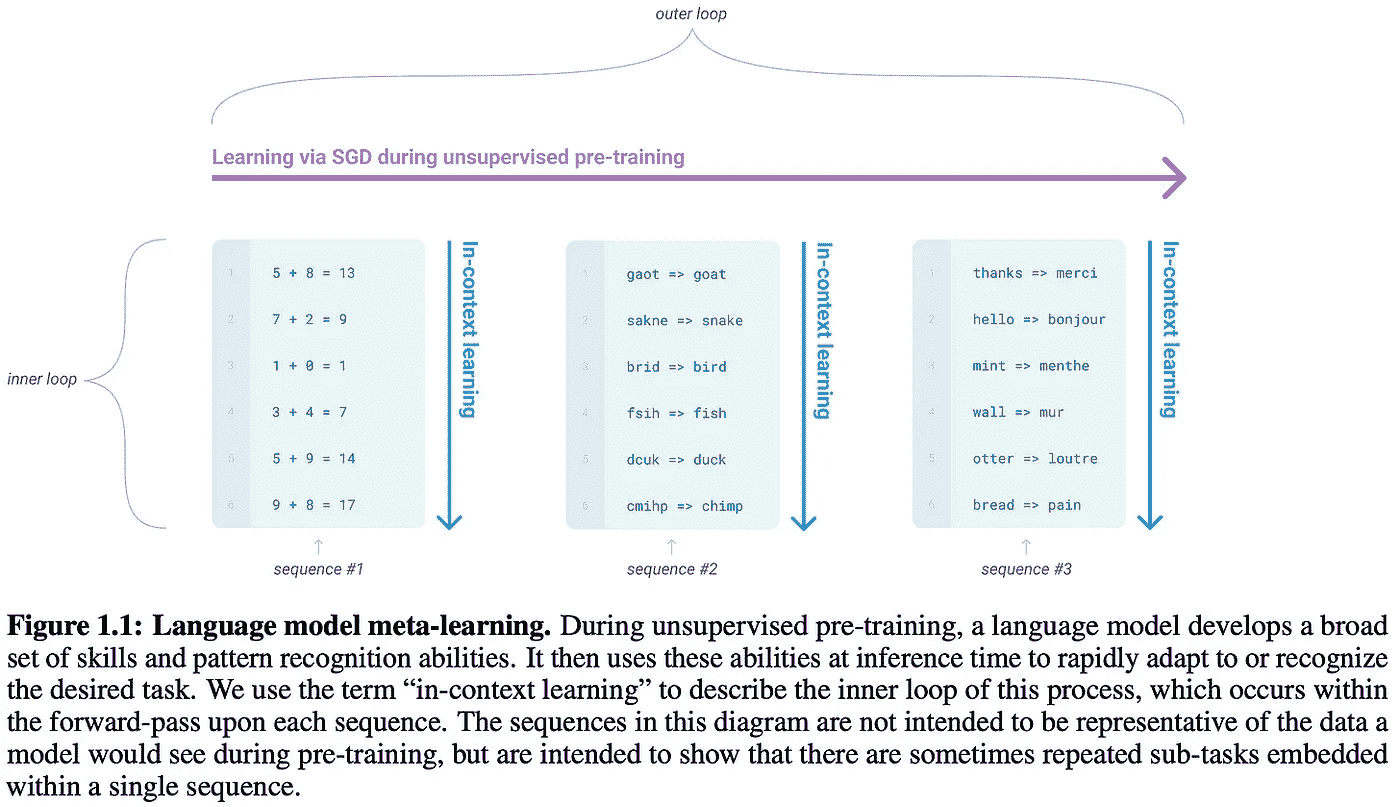 outer loop
Learning via SGD during unsupervised pre-training
inner loop
1 5 + 8 = 13
2 7 + 2 = 9
3 1 + 0 = 1
4 3 + 4 = 7
5 5 + 9 = 14
6 9 + 8 = 17
In-context learning
sequence #1
1 gaot => goat
2 sakne => snake
3 brid => bird
4 fsih => fish
5 dcuk => duck
6 cmihp => chimp
In-context learning
sequence #2
1 thanks => merci
2 hello => bonjour
3 mint => menthe
4 wall => mur
5 otter => loutre
6 bread => pain
In-context learning
sequence #3
Figure 1.1: Language model meta-learning. During unsupervised pre-training, a language model develops a broad
set of skills and pattern recognition abilities. It then uses these abilities at inference time to rapidly adapt to or recognize
the desired task. We use the term “in-context learning” to describe the inner loop of this process, which occurs within
the forward-pass upon each sequence. The sequences in this diagram are not intended to be representative of the data a
model would see during pre-training, but are intended to show that there are sometimes repeated sub-tasks embedded
within a single sequence.